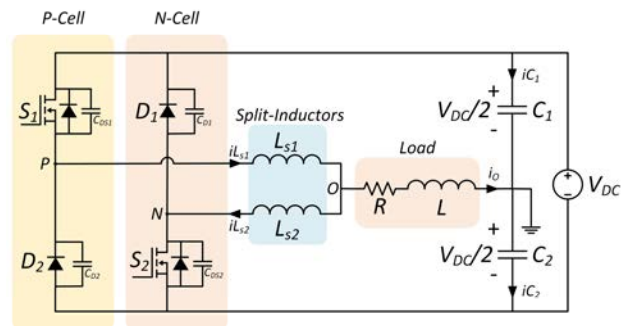 P-Cell
N-Cell
S1
CDS1
D1
CD1
Split-Inductors
iLs1
Ls1
P
O
Load
R
L
iO
N
iLs2
Ls2
D2
CD2
S2
CDS2
+
iC1
VDC/2
C1
-
+
-
VDC
+
VDC/2
C2
-
iC2